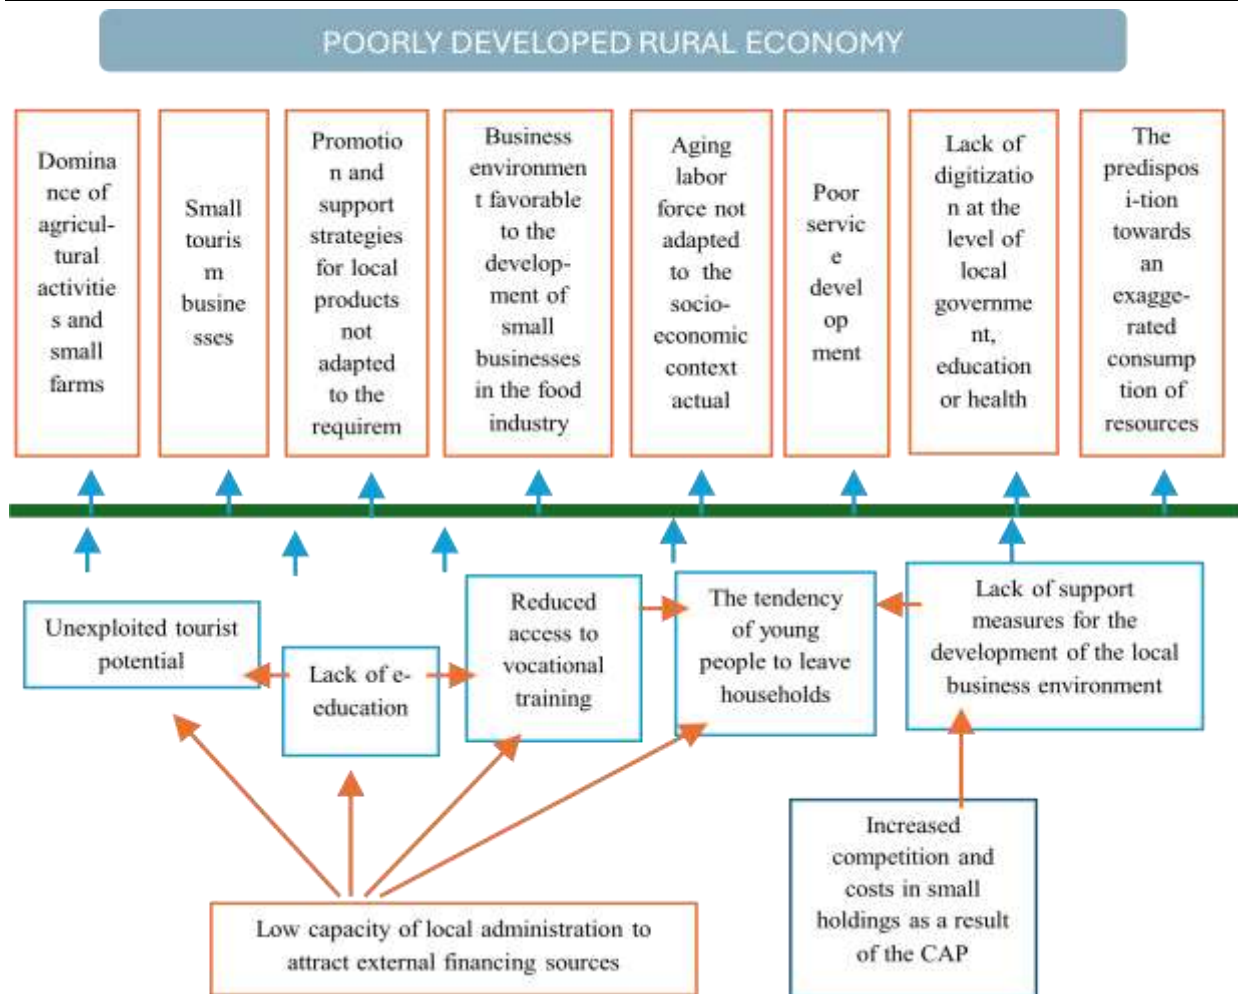 POORLY DEVELOPED RURAL ECONOMY
Domina
nce of
agricul-
tural
activitie
s and
small
farms
Small
touris
m
busine
sses
Promotio
n and
support
strategies
for local
products
not
adapted
to the
requirem
Business
environmen
t favorable
to the
develop-
ment of
small
businesses
in the food
industry
Aging
labor
force not
adapted
to the
socio-
economic
context
actual
Poor
servic
e
devel
op
ment
Lack of
digitizatio
n at the
level of
local
governme
nt,
education
or health
The
predispos
i-tion
towards
an
exagge-
rated
consump
tion of
resources
Unexploited tourist
potential
Lack of e-
education
Reduced
access to
vocational
training
The tendency
of young
people to leave
households
Lack of support
measures for the
development of the local
business environment
Low capacity of local administration to
attract external financing sources
Increased
competition and
costs in small
holdings as a result
of the CAP